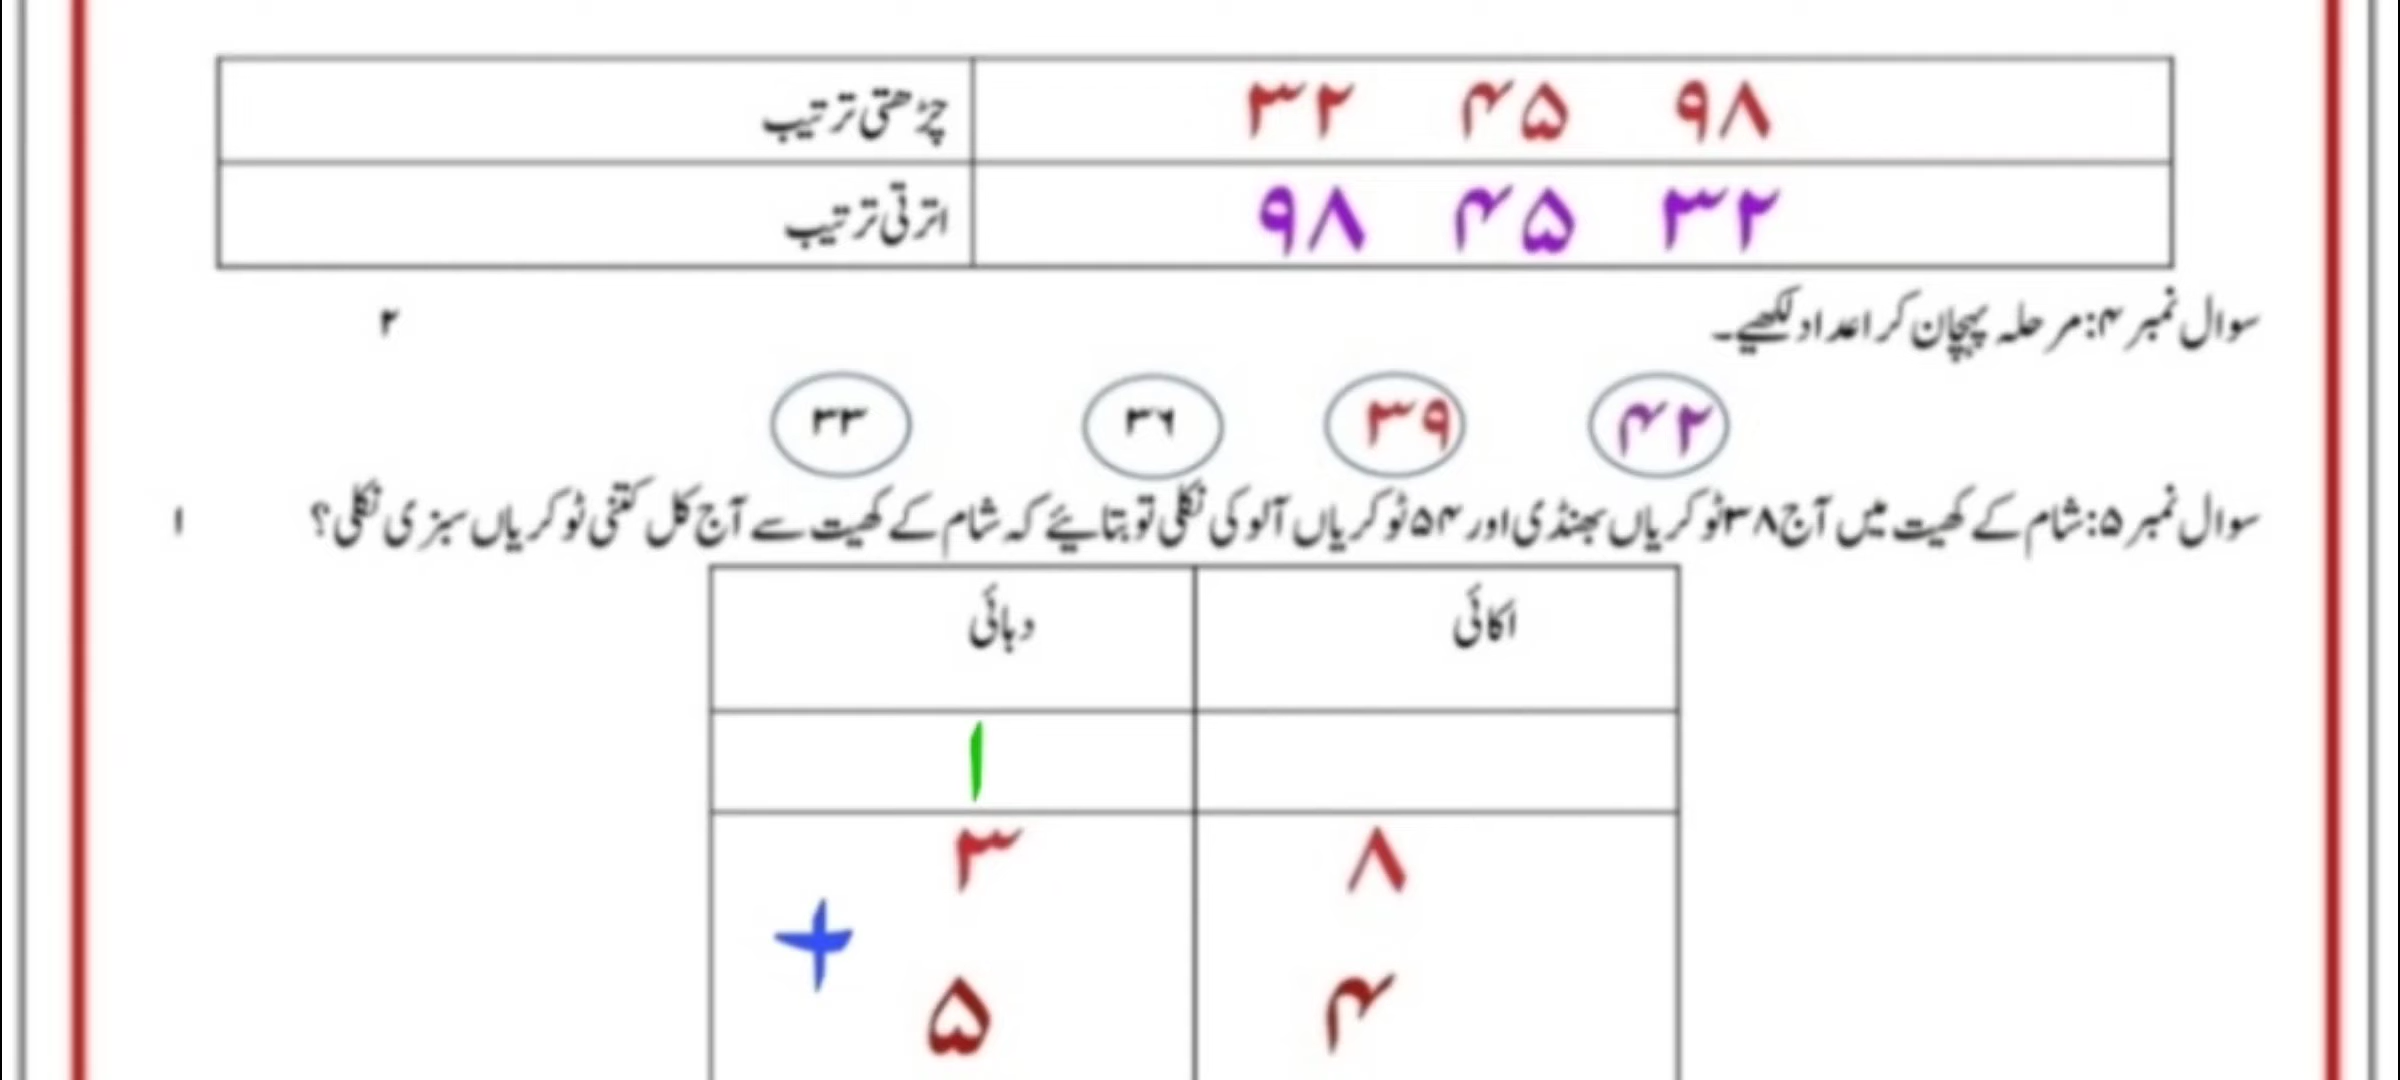 چڑھتی ترتیب ۳۲ ۴۵ ۹۸
اترتی ترتیب ۹۸ ۴۵ ۳۲
سوال نمبر ۴: مرحلہ پہچان کر اعداد لکھیے۔ ۲
۳۳ ۳۶ ۳۹ ۴۲
سوال نمبر ۵: شام کے کھیت میں آج ۳۸ ٹوکریاں بھنڈی اور ۵۴ ٹوکریاں آلو کی نکلی تو بتایئے کہ شام کے کھیت سے آج کل کتنی ٹوکریاں سبزی نکلی؟ ۱
دہائی اکائی
۱
۳ ۸
+
۵ ۴